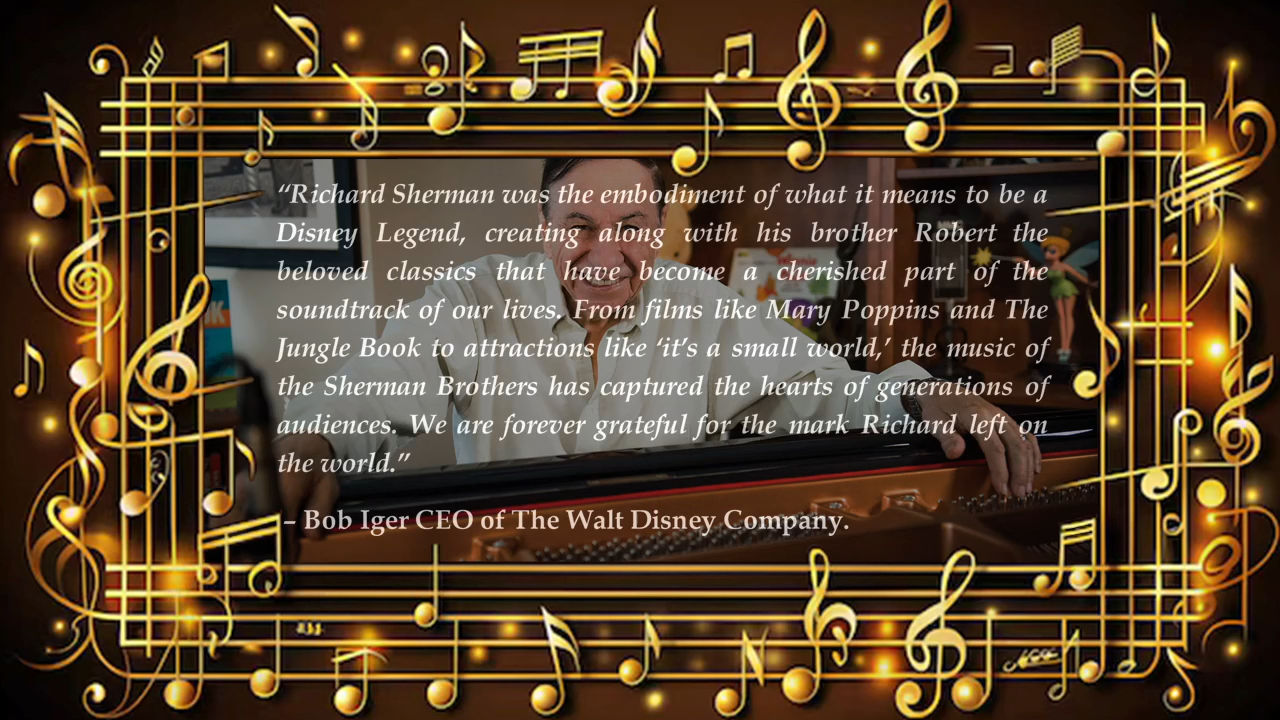 “Richard Sherman was the embodiment of what it means to be a
Disney Legend, creating along with his brother Robert the
beloved classics that have become a cherished part of the
soundtrack of our lives. From films like Mary Poppins and The
Jungle Book to attractions like ‘it’s a small world,’ the music of
the Sherman Brothers has captured the hearts of generations of
audiences. We are forever grateful for the mark Richard left on
the world.”
– Bob Iger CEO of The Walt Disney Company.